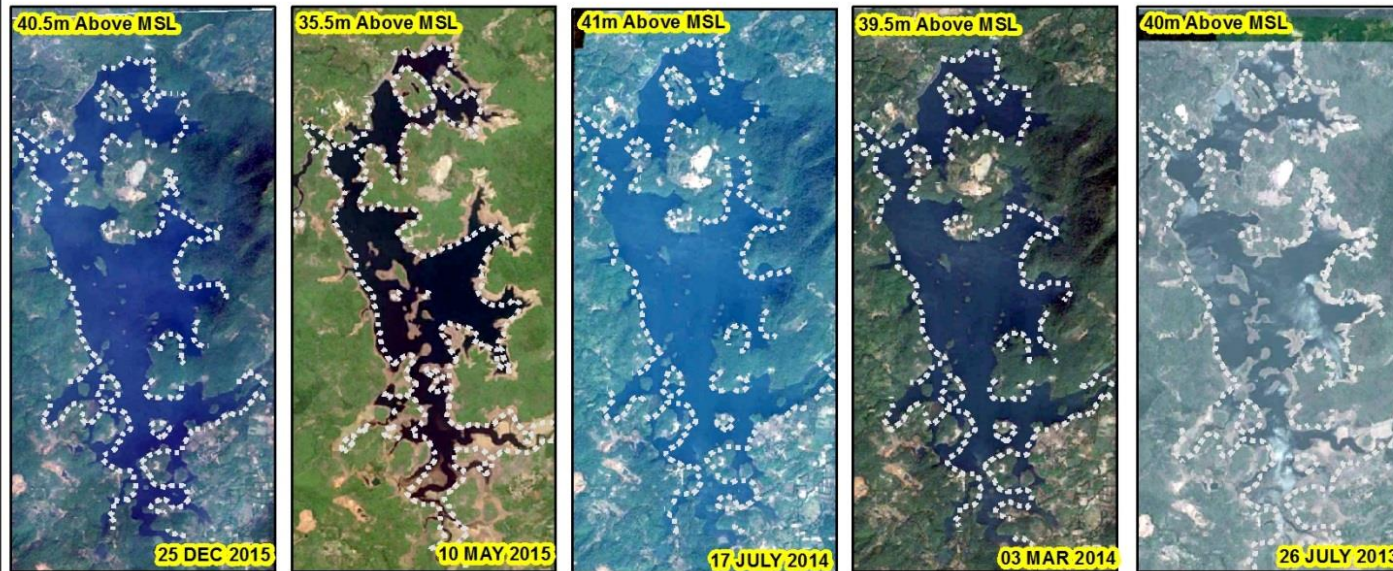 40.5m Above MSL
25 DEC 2015
35.5m Above MSL
10 MAY 2015
41m Above MSL
17 JULY 2014
39.5m Above MSL
03 MAR 2014
40m Above MSL
26 JULY 2013